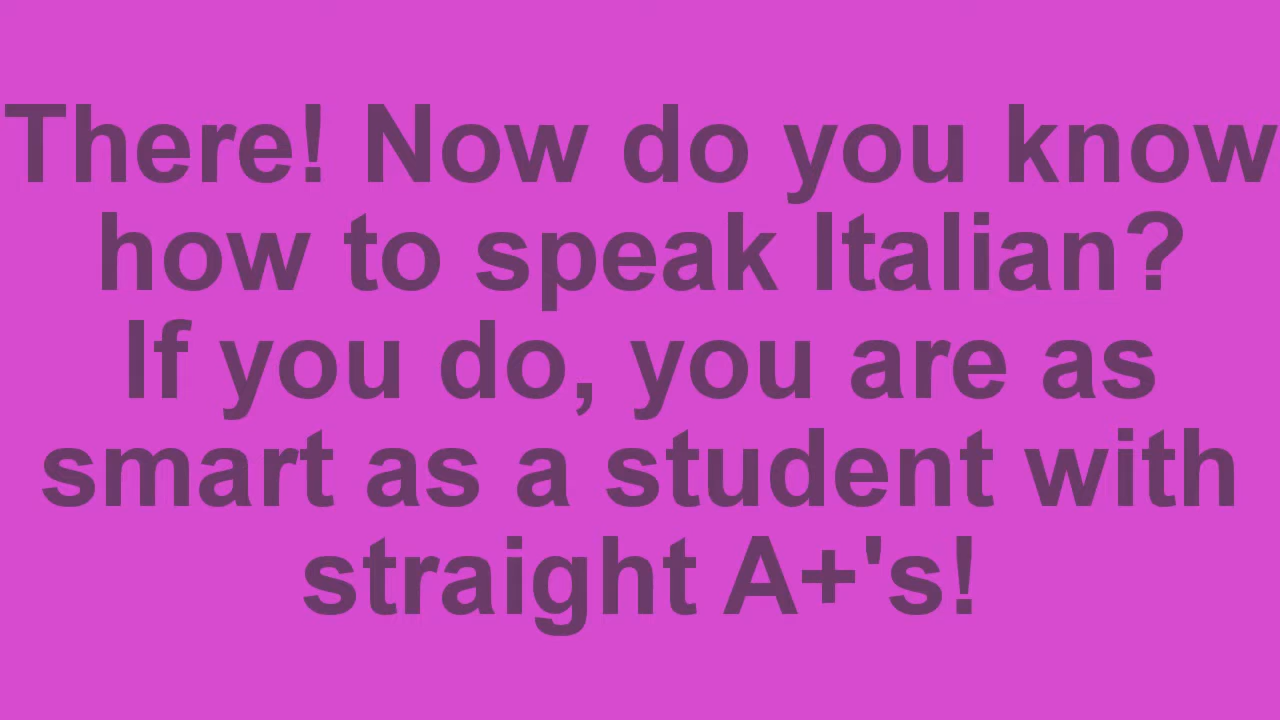 There! Now do you know
how to speak Italian?
If you do, you are as
smart as a student with
straight A+'s!